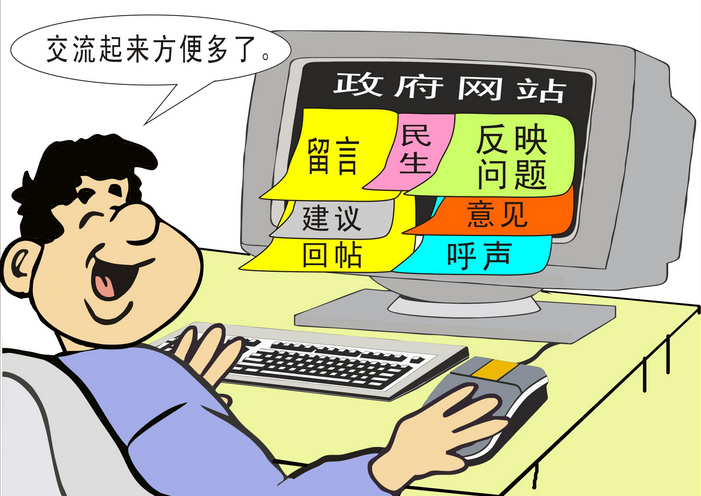 交流起来方便多了。
政府网站
留言
民生
反映
问题
建议
意见
回帖
呼声